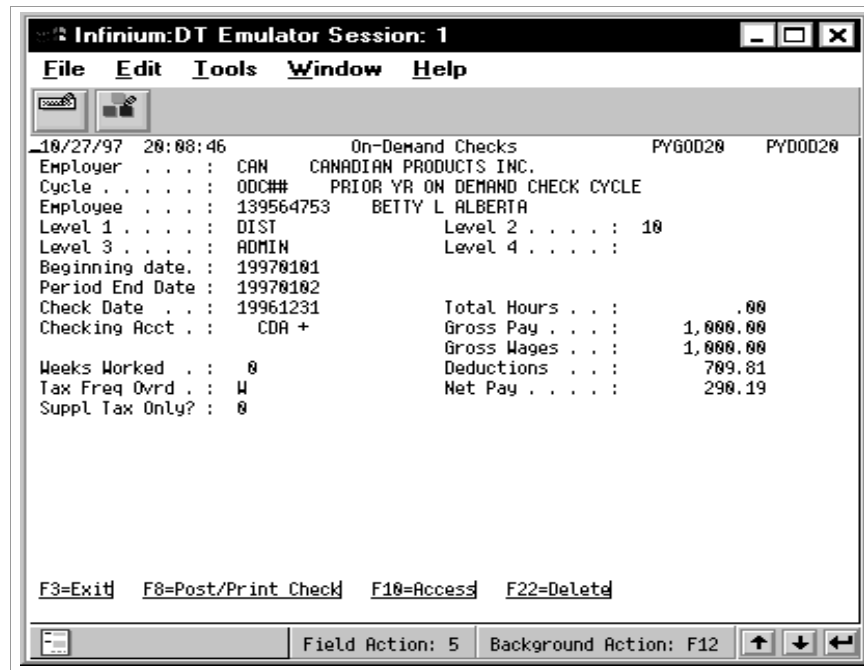 Infinium:DT Emulator Session: 1
File Edit Tools Window Help
10/27/97 20:08:46 On-Demand Checks PYGOD20 PYDOD20
Employer . . . : CAN CANADIAN PRODUCTS INC.
Cycle . . . . . : ODC## PRIOR YR ON DEMAND CHECK CYCLE
Employee . . . : 139564753 BETTY L ALBERTA
Level 1 . . . . : DIST Level 2 . . . . : 10
Level 3 . . . . : ADMIN Level 4 . . . . :
Beginning date. : 19970101
Period End Date : 19970102
Check Date . . : 19961231 Total Hours . . : .00
Checking Acct . : CDA + Gross Pay . . . : 1,000.00
Gross Wages . . : 1,000.00
Weeks Worked . : 0 Deductions . . : 709.81
Tax Freq Ovrd . : W Net Pay . . . . : 290.19
Suppl Tax Only? : 0
F3=Exit F8=Post/Print Check F10=Access F22=Delete
Field Action: 5 Background Action: F12